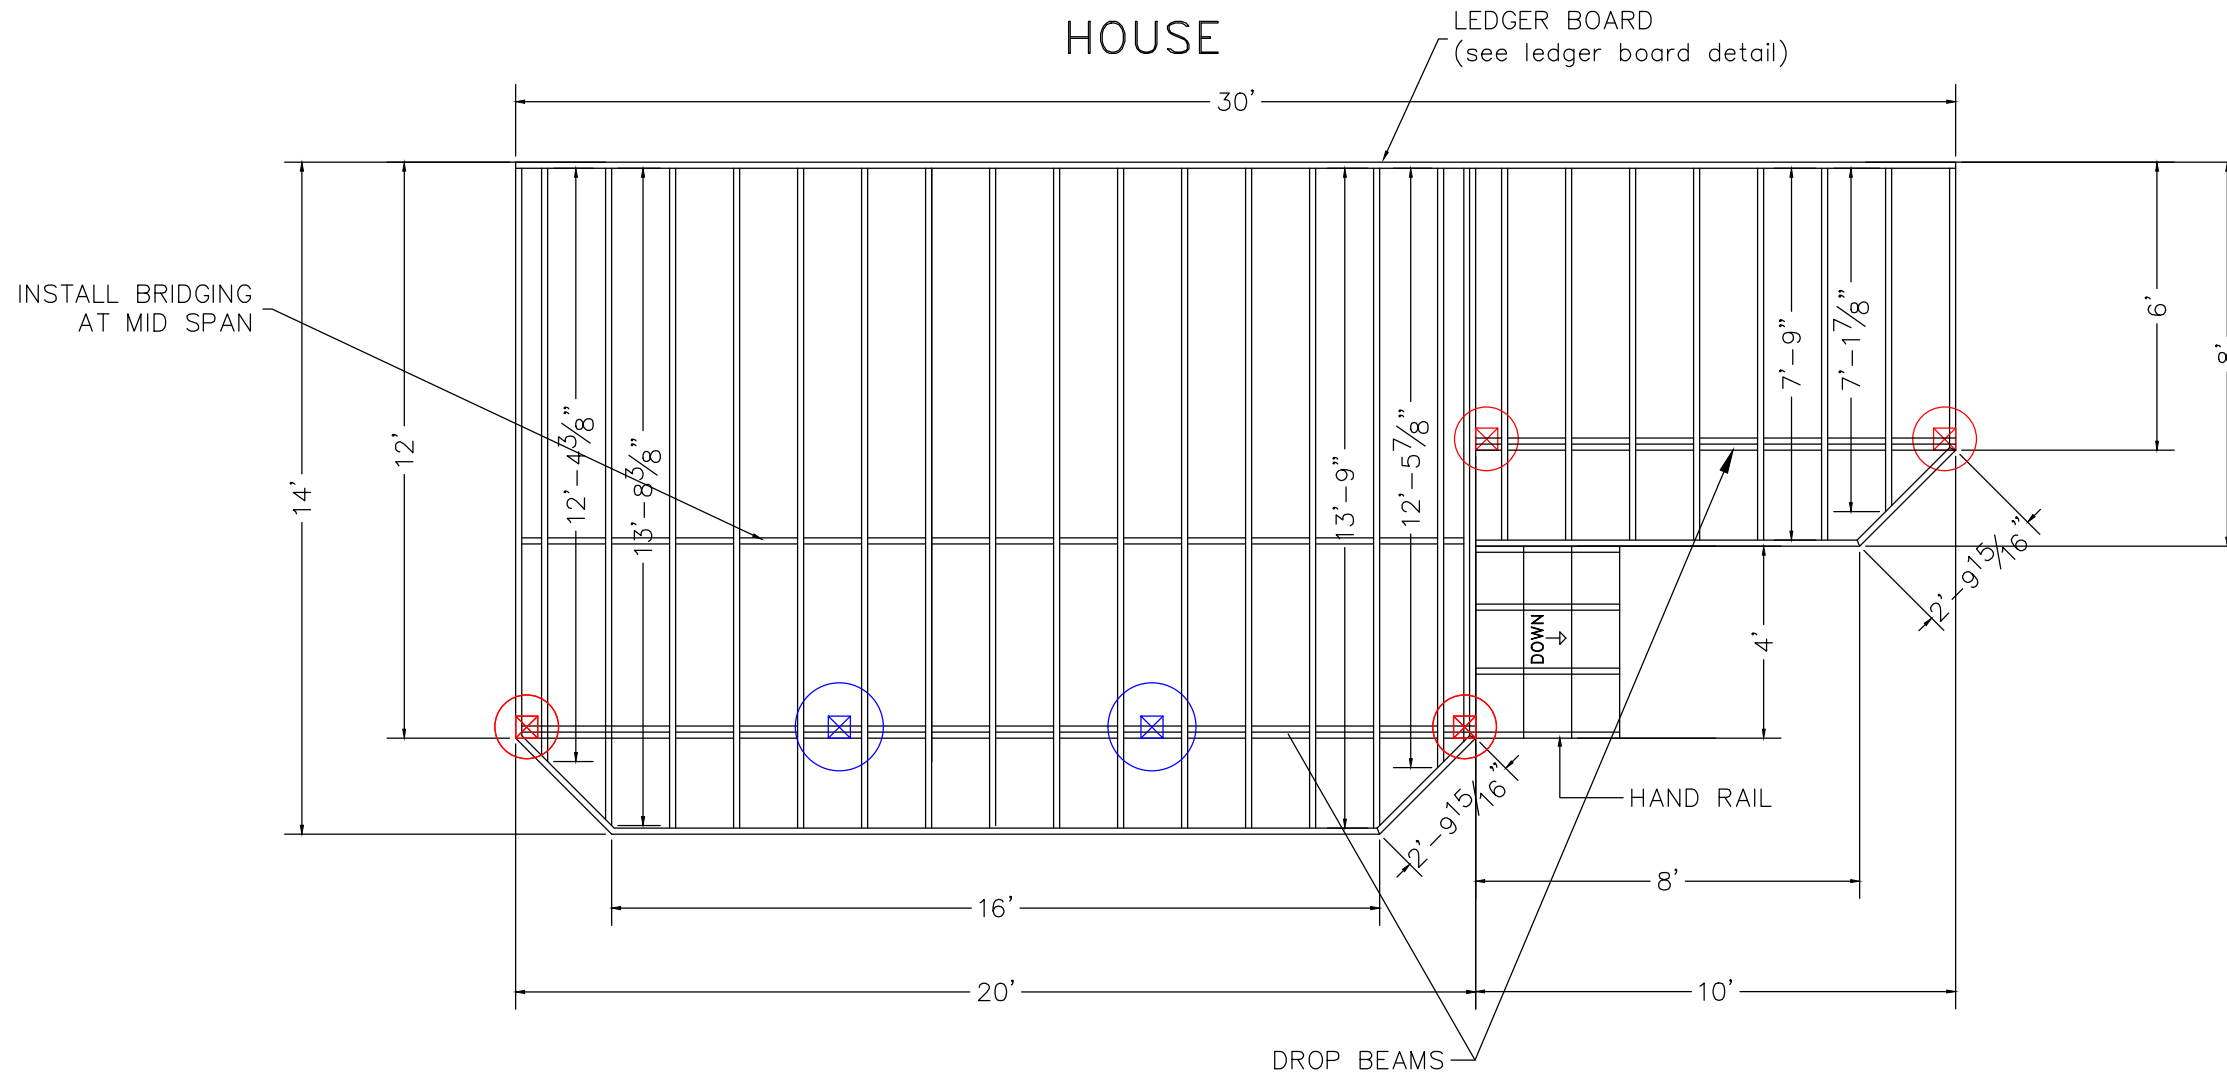 HOUSE
LEDGER BOARD
(see ledger board detail)
30'
INSTALL BRIDGING
AT MID SPAN
14'
12'
12'-4 3/8"
13'-8 3/8"
13'-9"
12'-5 7/8"
7'-9"
7'-1 7/8"
6'
8'
2'-9 15/16"
4'
DOWN
HAND RAIL
2'-9 15/16"
8'
16'
20'
10'
DROP BEAMS